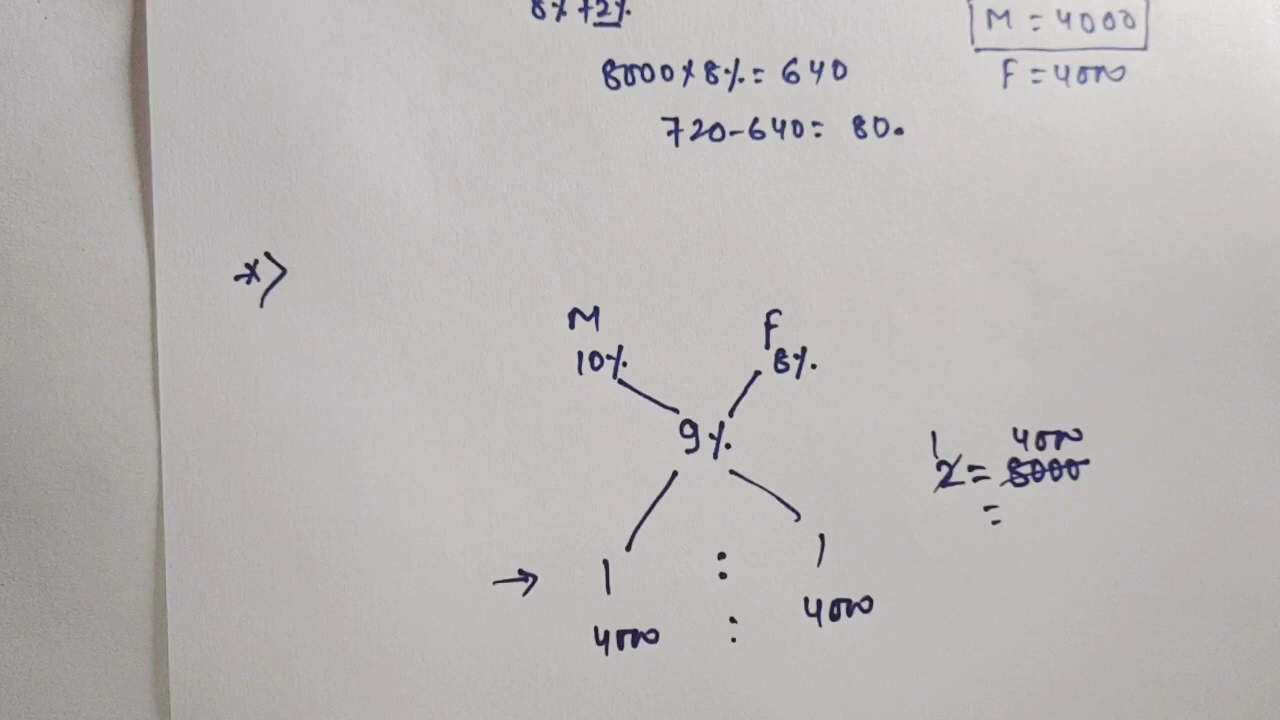 8% + 2%.
M = 4000
8000 × 8% = 640
F = 4000
720 - 640 = 80.
*>
M F
10% 8%.
9%.
1 4000
2 = 8000
=
→ 1 : 1
4000 : 4000